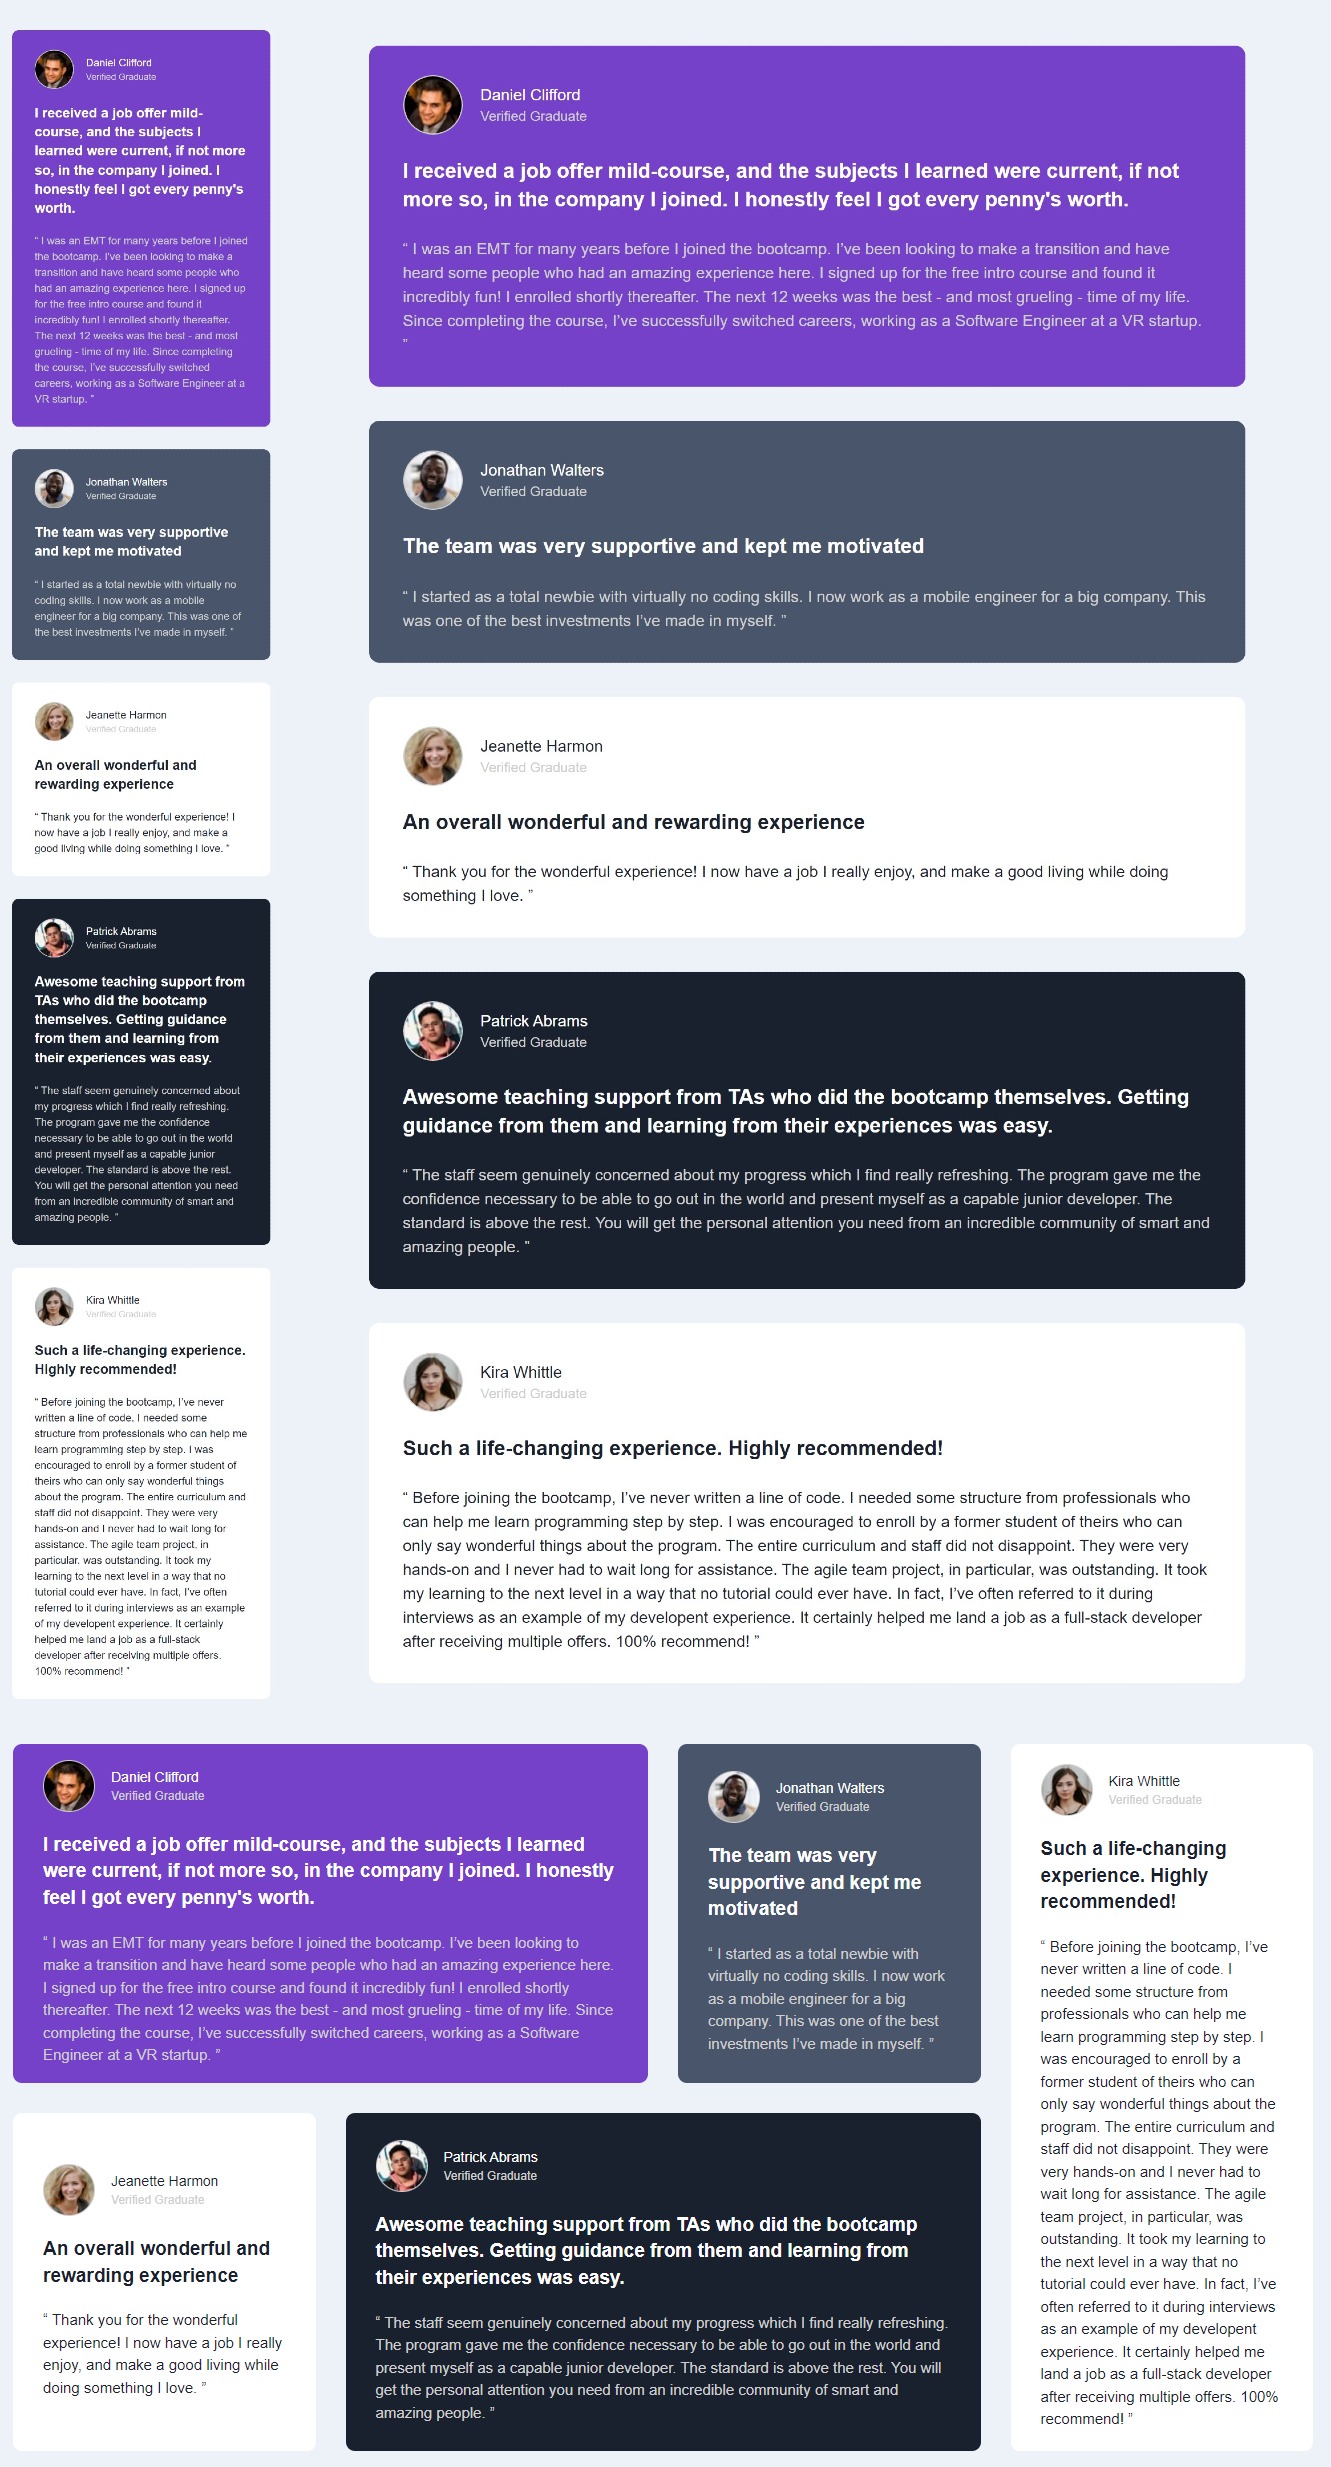 Daniel Clifford
Verified Graduate
I received a job offer mild-
course, and the subjects I
learned were current, if not more
so, in the company I joined. I
honestly feel I got every penny's
worth.
“ I was an EMT for many years before I joined
the bootcamp. I’ve been looking to make a
transition and have heard some people who
had an amazing experience here. I signed up
for the free intro course and found it
incredibly fun! I enrolled shortly thereafter.
The next 12 weeks was the best - and most
grueling - time of my life. Since completing
the course, I’ve successfully switched
careers, working as a Software Engineer at a
VR startup. ”
Jonathan Walters
Verified Graduate
The team was very supportive
and kept me motivated
“ I started as a total newbie with virtually no
coding skills. I now work as a mobile
engineer for a big company. This was one of
the best investments I’ve made in myself. ”
Jeanette Harmon
Verified Graduate
An overall wonderful and
rewarding experience
“ Thank you for the wonderful experience! I
now have a job I really enjoy, and make a
good living while doing something I love. ”
Patrick Abrams
Verified Graduate
Awesome teaching support from
TAs who did the bootcamp
themselves. Getting guidance
from them and learning from
their experiences was easy.
“ The staff seem genuinely concerned about
my progress which I find really refreshing.
The program gave me the confidence
necessary to be able to go out in the world
and present myself as a capable junior
developer. The standard is above the rest.
You will get the personal attention you need
from an incredible community of smart and
amazing people. ”
Kira Whittle
Verified Graduate
Such a life-changing experience.
Highly recommended!
“ Before joining the bootcamp, I’ve never
written a line of code. I needed some
structure from professionals who can help me
learn programming step by step. I was
encouraged to enroll by a former student of
theirs who can only say wonderful things
about the program. The entire curriculum and
staff did not disappoint. They were very
hands-on and I never had to wait long for
assistance. The agile team project, in
particular, was outstanding. It took my
learning to the next level in a way that no
tutorial could ever have. In fact, I’ve often
referred to it during interviews as an example
of my developent experience. It certainly
helped me land a job as a full-stack
developer after receiving multiple offers.
100% recommend! ”
Daniel Clifford
Verified Graduate
I received a job offer mild-course, and the subjects I learned were current, if not
more so, in the company I joined. I honestly feel I got every penny's worth.
“ I was an EMT for many years before I joined the bootcamp. I’ve been looking to make a transition and have
heard some people who had an amazing experience here. I signed up for the free intro course and found it
incredibly fun! I enrolled shortly thereafter. The next 12 weeks was the best - and most grueling - time of my life.
Since completing the course, I’ve successfully switched careers, working as a Software Engineer at a VR startup.
”
Jonathan Walters
Verified Graduate
The team was very supportive and kept me motivated
“ I started as a total newbie with virtually no coding skills. I now work as a mobile engineer for a big company. This
was one of the best investments I’ve made in myself. ”
Jeanette Harmon
Verified Graduate
An overall wonderful and rewarding experience
“ Thank you for the wonderful experience! I now have a job I really enjoy, and make a good living while doing
something I love. ”
Patrick Abrams
Verified Graduate
Awesome teaching support from TAs who did the bootcamp themselves. Getting
guidance from them and learning from their experiences was easy.
“ The staff seem genuinely concerned about my progress which I find really refreshing. The program gave me the
confidence necessary to be able to go out in the world and present myself as a capable junior developer. The
standard is above the rest. You will get the personal attention you need from an incredible community of smart and
amazing people. ”
Kira Whittle
Verified Graduate
Such a life-changing experience. Highly recommended!
“ Before joining the bootcamp, I’ve never written a line of code. I needed some structure from professionals who
can help me learn programming step by step. I was encouraged to enroll by a former student of theirs who can
only say wonderful things about the program. The entire curriculum and staff did not disappoint. They were very
hands-on and I never had to wait long for assistance. The agile team project, in particular, was outstanding. It took
my learning to the next level in a way that no tutorial could ever have. In fact, I’ve often referred to it during
interviews as an example of my developent experience. It certainly helped me land a job as a full-stack developer
after receiving multiple offers. 100% recommend! ”
Daniel Clifford
Verified Graduate
I received a job offer mild-course, and the subjects I learned
were current, if not more so, in the company I joined. I honestly
feel I got every penny's worth.
“ I was an EMT for many years before I joined the bootcamp. I’ve been looking to
make a transition and have heard some people who had an amazing experience here.
I signed up for the free intro course and found it incredibly fun! I enrolled shortly
thereafter. The next 12 weeks was the best - and most grueling - time of my life. Since
completing the course, I’ve successfully switched careers, working as a Software
Engineer at a VR startup. ”
Jonathan Walters
Verified Graduate
The team was very
supportive and kept me
motivated
“ I started as a total newbie with
virtually no coding skills. I now work
as a mobile engineer for a big
company. This was one of the best
investments I’ve made in myself. ”
Kira Whittle
Verified Graduate
Such a life-changing
experience. Highly
recommended!
“ Before joining the bootcamp, I’ve
never written a line of code. I
needed some structure from
professionals who can help me
learn programming step by step. I
was encouraged to enroll by a
former student of theirs who can
only say wonderful things about the
program. The entire curriculum and
staff did not disappoint. They were
very hands-on and I never had to
wait long for assistance. The agile
team project, in particular, was
outstanding. It took my learning to
the next level in a way that no
tutorial could ever have. In fact, I’ve
often referred to it during interviews
as an example of my developent
experience. It certainly helped me
land a job as a full-stack developer
after receiving multiple offers. 100%
recommend! ”
Jeanette Harmon
Verified Graduate
An overall wonderful and
rewarding experience
“ Thank you for the wonderful
experience! I now have a job I really
enjoy, and make a good living while
doing something I love. ”
Patrick Abrams
Verified Graduate
Awesome teaching support from TAs who did the bootcamp
themselves. Getting guidance from them and learning from
their experiences was easy.
“ The staff seem genuinely concerned about my progress which I find really refreshing.
The program gave me the confidence necessary to be able to go out in the world and
present myself as a capable junior developer. The standard is above the rest. You will
get the personal attention you need from an incredible community of smart and
amazing people. ”